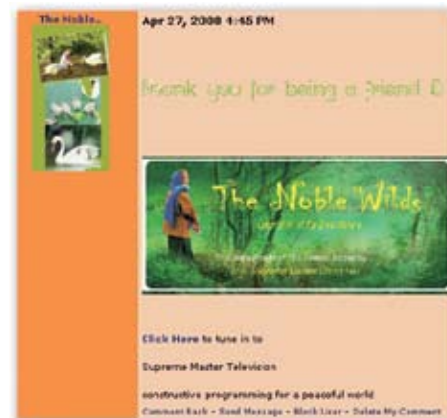 The Noble..
Apr 27, 2008 4:45 PM
Thank you for being a friend
The Noble Wilds
Click Here to tune in to
Supreme Master Television
constructive programming for a peaceful world
Comment Back - Send Message - Block User - Delete My Comment